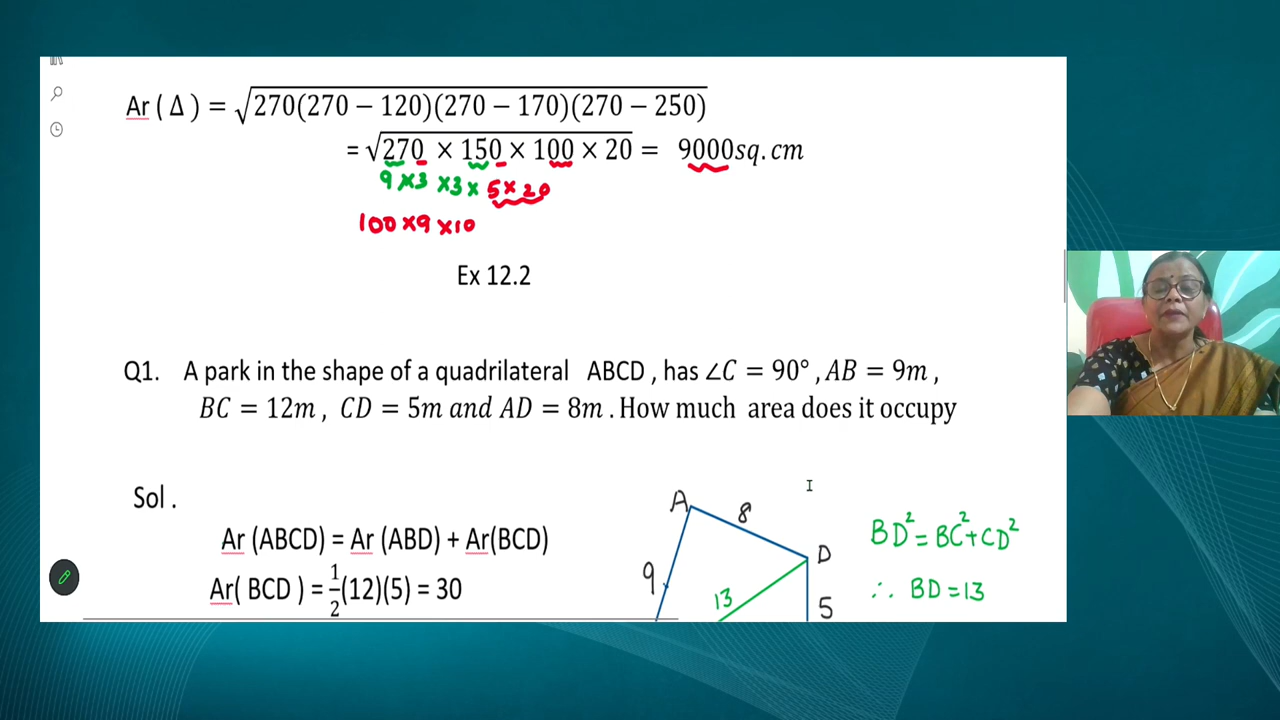 Ar ( Δ ) = √270(270 − 120)(270 − 170)(270 − 250)
= √270 × 150 × 100 × 20 = 9000sq.cm
9×3 ×3× 5×20
100×9×10
Ex 12.2
Q1. A park in the shape of a quadrilateral ABCD , has ∠C = 90° , AB = 9m ,
BC = 12m , CD = 5m and AD = 8m . How much area does it occupy
Sol .
Ar (ABCD) = Ar (ABD) + Ar(BCD)
Ar( BCD ) = 1/2(12)(5) = 30
A
8
D
9
13
5
BD² = BC² + CD²
∴ BD = 13